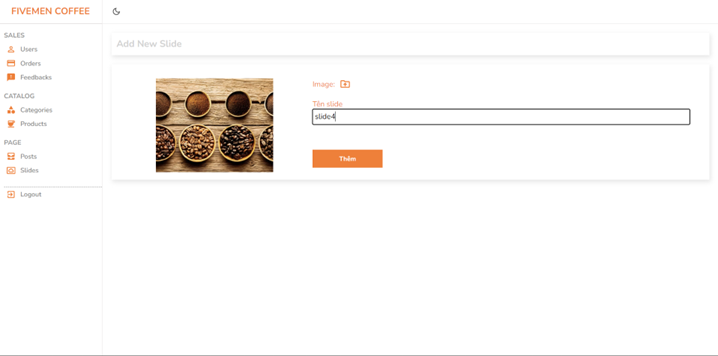 FIVEMEN COFFEE
SALES
Users
Orders
Feedbacks
CATALOG
Categories
Products
PAGE
Posts
Slides
Logout
Add New Slide
Image:
Tên slide
slide4
Thêm